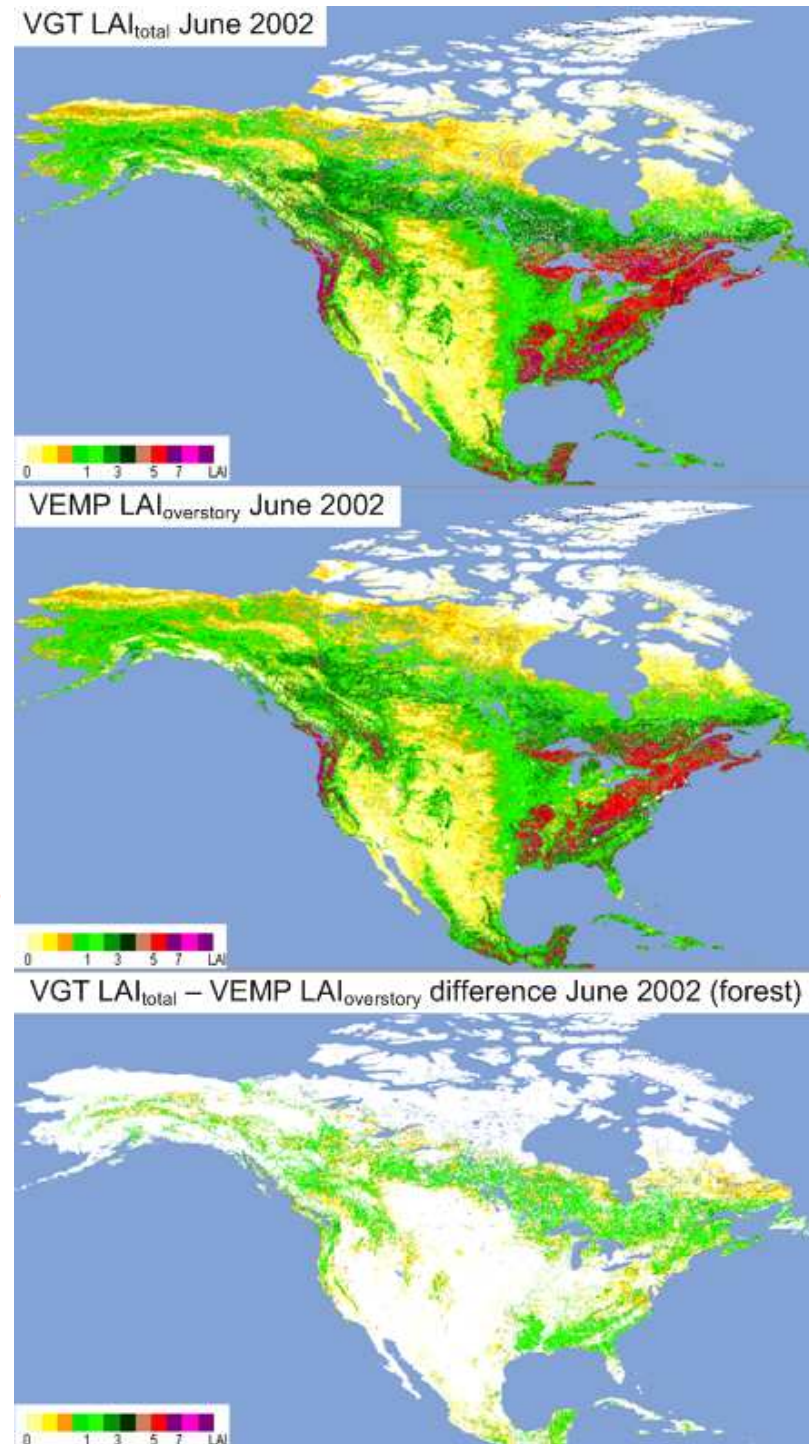 VGT LAItotal June 2002
0 1 3 5 7 LAI
VEMP LAIoverstory June 2002
0 1 3 5 7 LAI
VGT LAItotal – VEMP LAIoverstory difference June 2002 (forest)
0 1 3 5 7 LAI